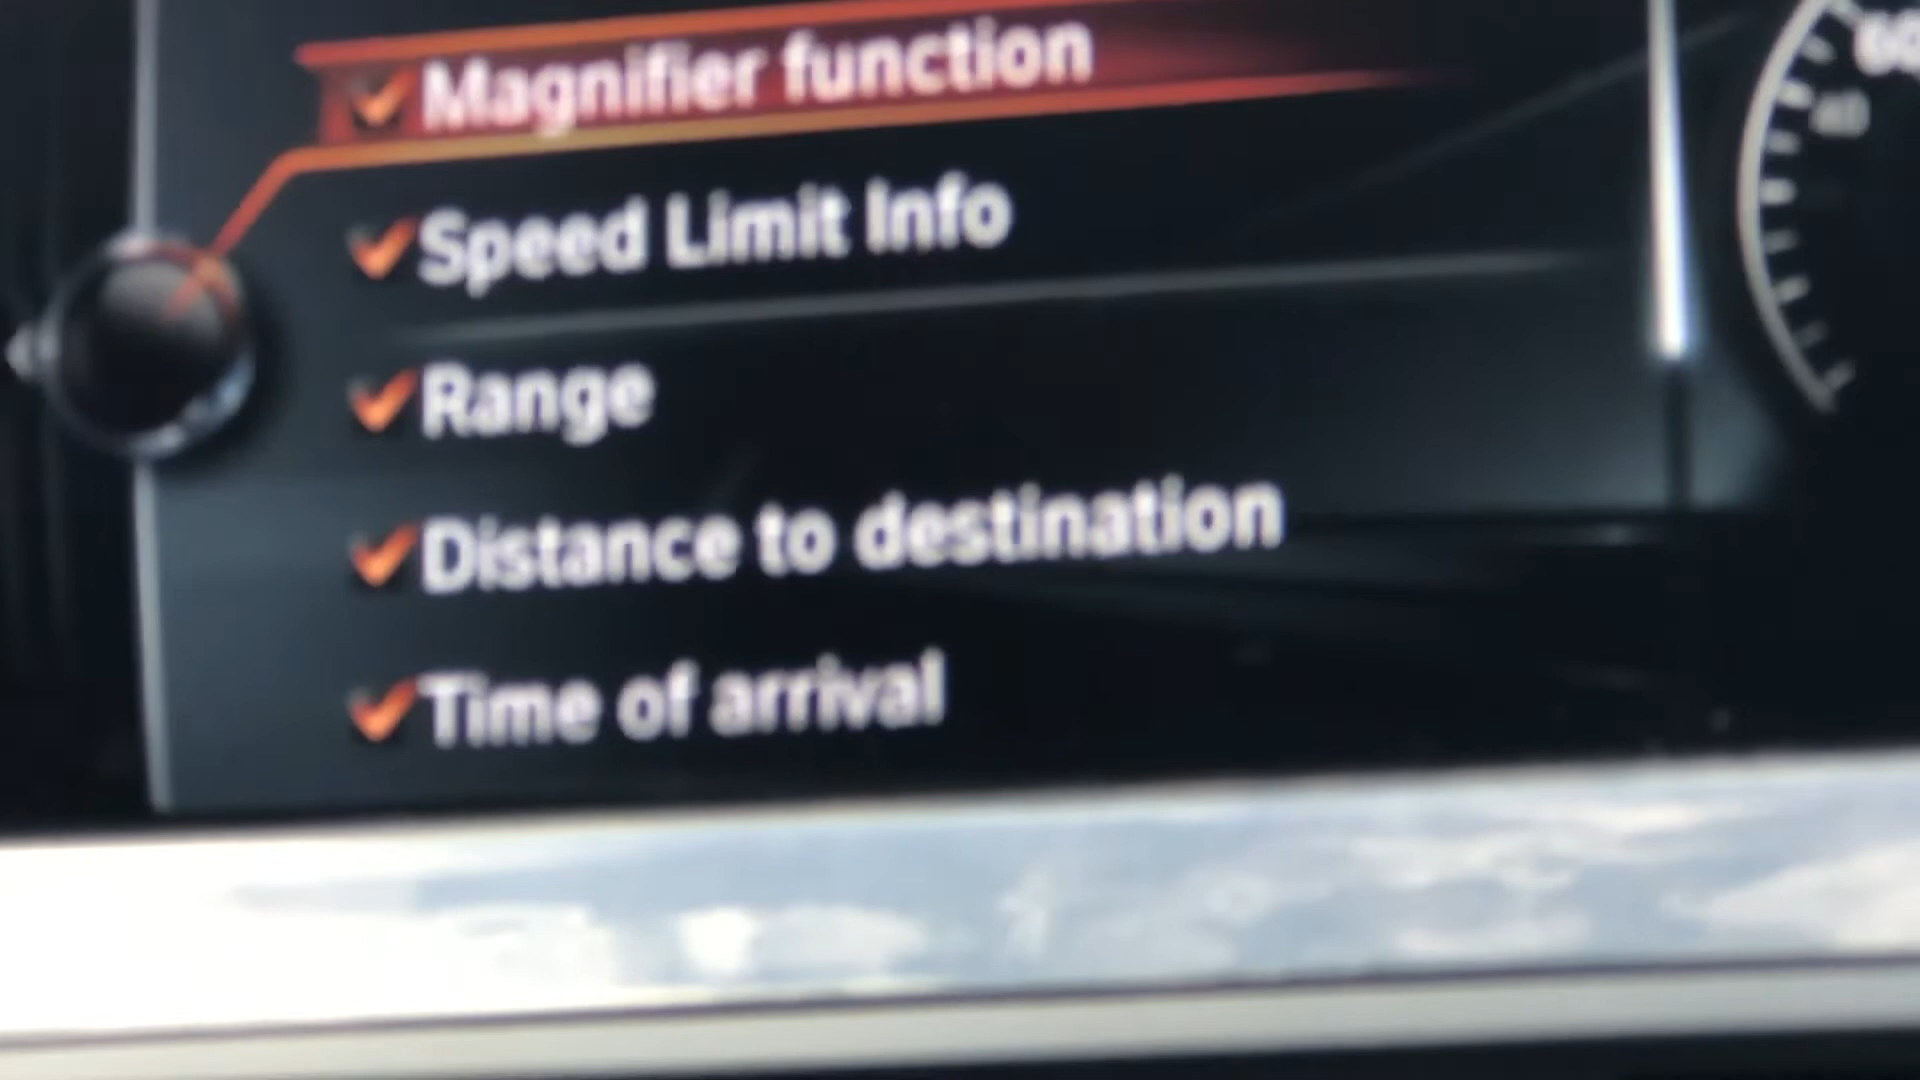 Magnifier function
Speed Limit Info
Range
Distance to destination
Time of arrival